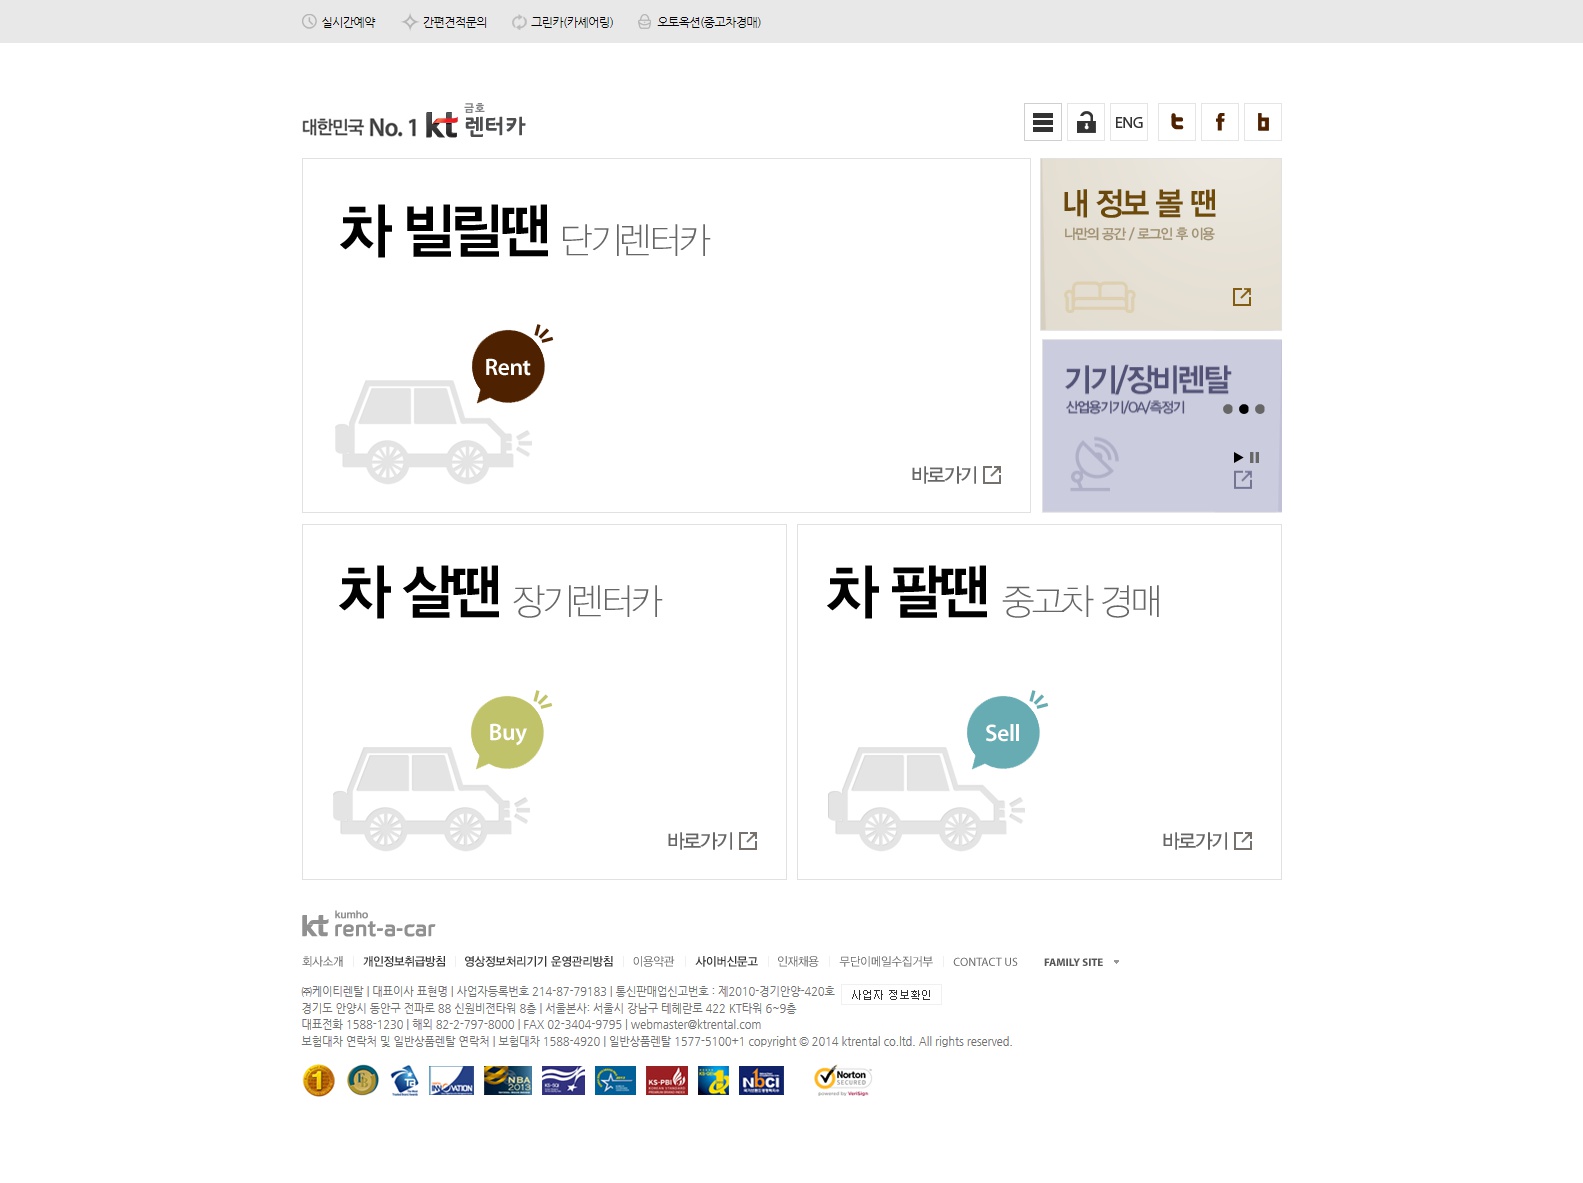 실시간예약 간편견적문의 그린카(카셰어링) 오토옥션(중고차경매)
금호
대한민국 No. 1 kt 렌터카
ENG
차 빌릴땐 단기렌터카
Rent
바로가기
내 정보 볼 땐
나만의 공간 / 로그인 후 이용
기기/장비렌탈
산업용기기/OA/측정기
차 살땐 장기렌터카
Buy
바로가기
차 팔땐 중고차 경매
Sell
바로가기
kumho
kt rent-a-car
회사소개 개인정보취급방침 영상정보처리기기 운영관리방침 이용약관 사이버신문고 인재채용 무단이메일수집거부 CONTACT US FAMILY SITE
㈜케이티렌탈 | 대표이사 표현명 | 사업자등록번호 214-87-79183 | 통신판매업신고번호 : 제2010-경기안양-420호 사업자 정보확인
경기도 안양시 동안구 전파로 88 신원비젼타워 8층 | 서울본사: 서울시 강남구 테헤란로 422 KT타워 6~9층
대표전화 1588-1230 | 해외 82-2-797-8000 | FAX 02-3404-9795 | webmaster@ktrental.com
보험대차 연락처 및 일반상품렌탈 연락처 | 보험대차 1588-4920 | 일반상품렌탈 1577-5100+1 copyright © 2014 ktrental co.ltd. All rights reserved.
1 INNOVATION NBA 2013 KS-SQI KS-PBI NBCI Norton
SECURED
powered by VeriSign